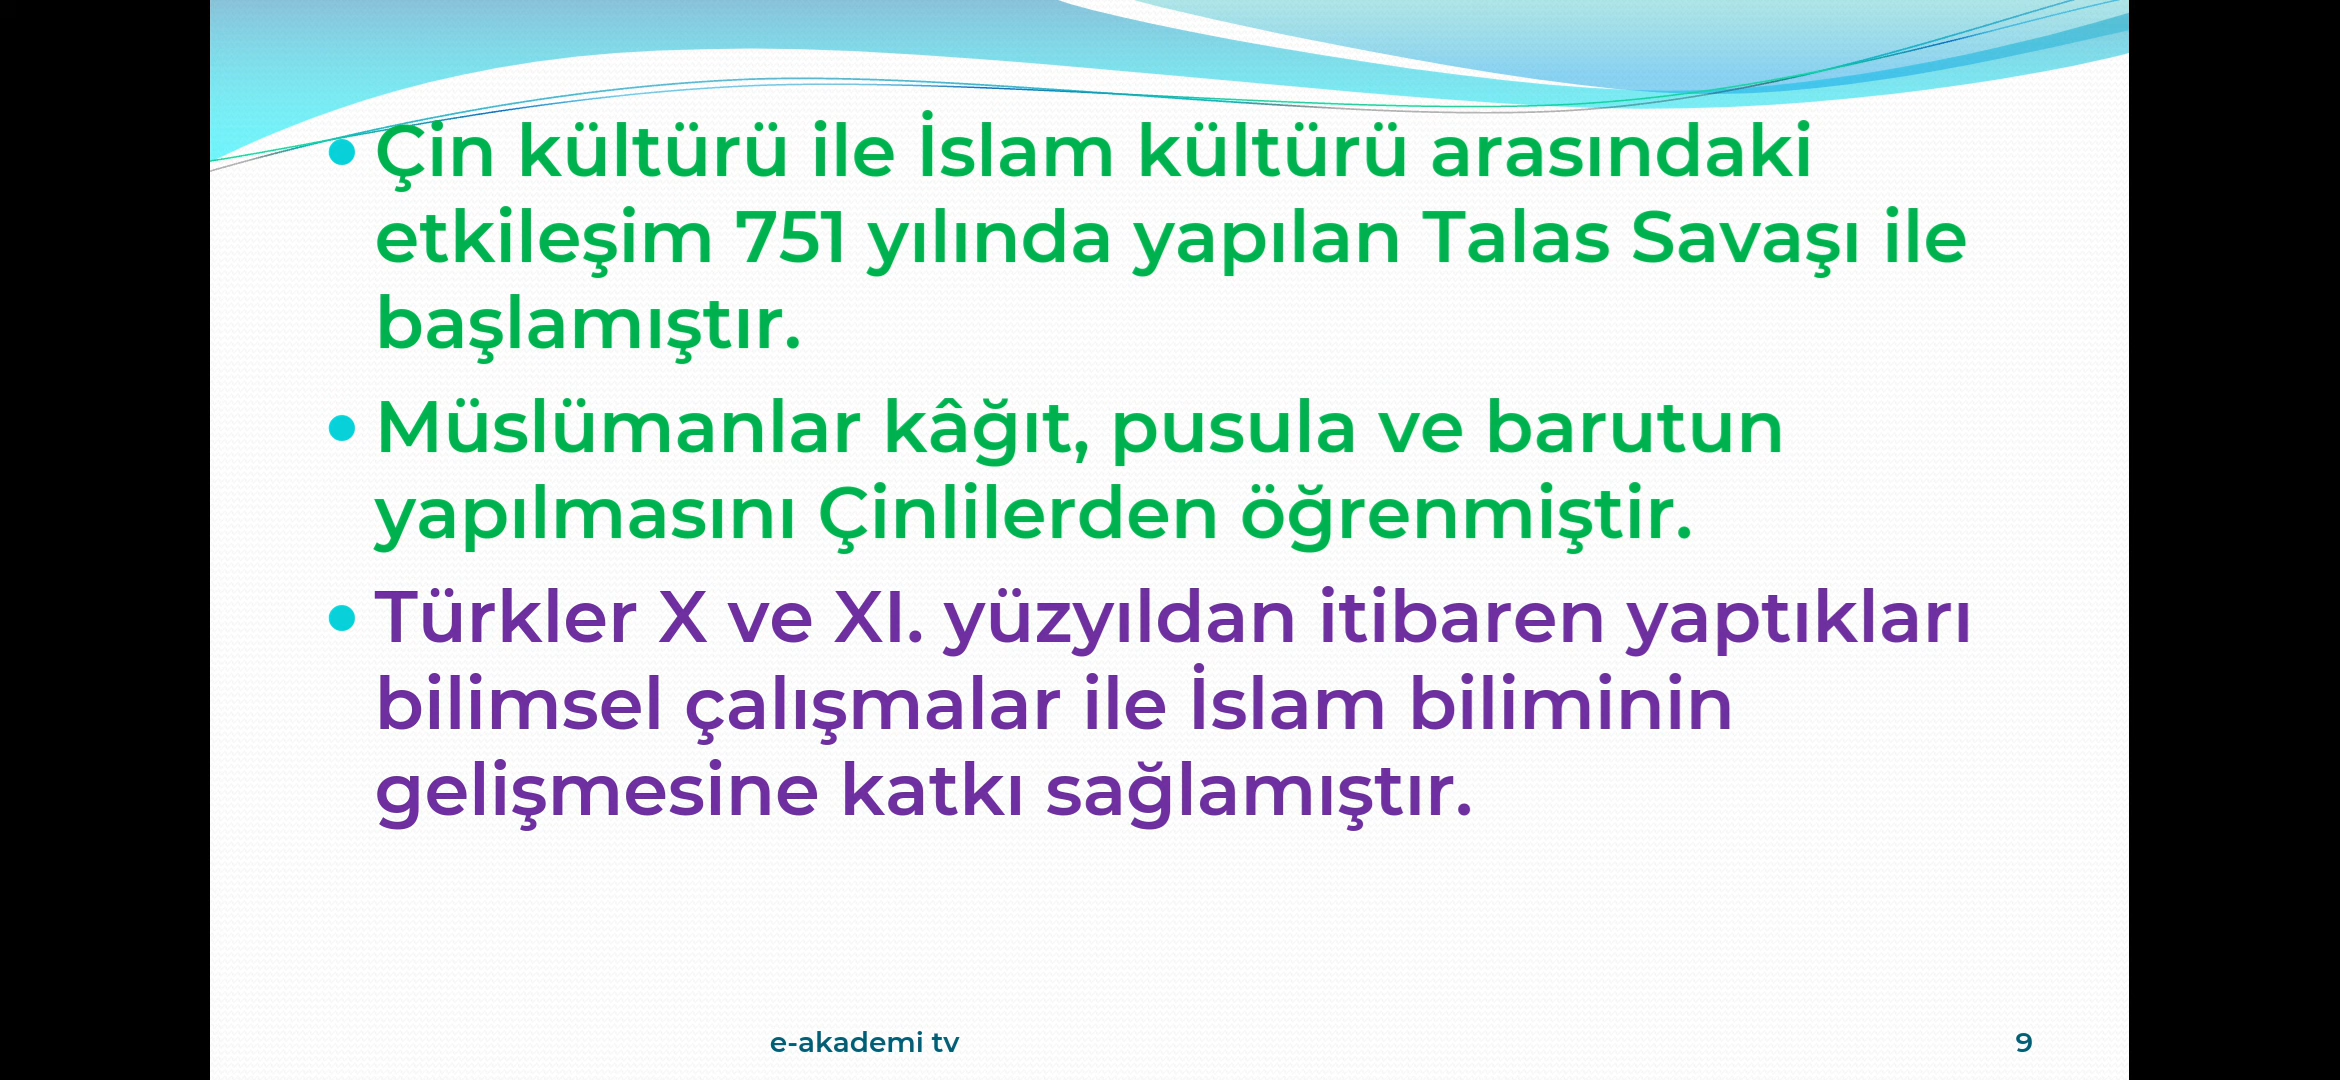 • Çin kültürü ile İslam kültürü arasındaki
etkileşim 751 yılında yapılan Talas Savaşı ile
başlamıştır.
• Müslümanlar kâğıt, pusula ve barutun
yapılmasını Çinlilerden öğrenmiştir.
• Türkler X ve XI. yüzyıldan itibaren yaptıkları
bilimsel çalışmalar ile İslam biliminin
gelişmesine katkı sağlamıştır.
e-akademi tv
9